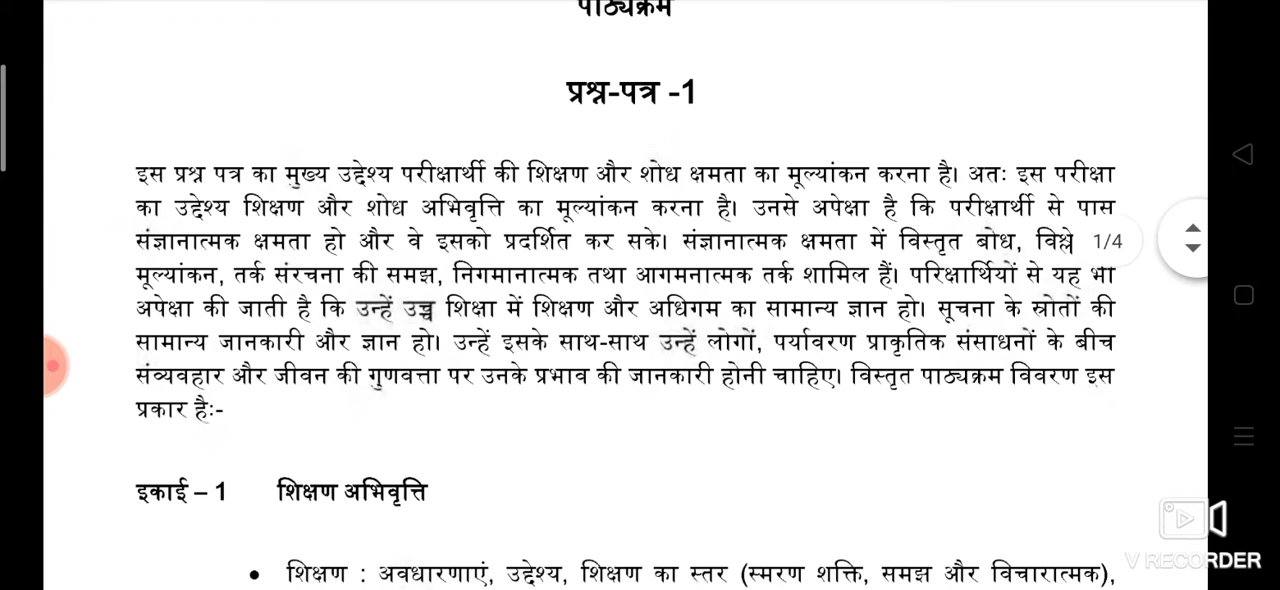 पाठ्यक्रम
प्रश्न-पत्र -1
इस प्रश्न पत्र का मुख्य उद्देश्य परीक्षार्थी की शिक्षण और शोध क्षमता का मूल्यांकन करना है। अतः इस परीक्षा
का उद्देश्य शिक्षण और शोध अभिवृत्ति का मूल्यांकन करना है। उनसे अपेक्षा है कि परीक्षार्थी से पास
संज्ञानात्मक क्षमता हो और वे इसको प्रदर्शित कर सके। संज्ञानात्मक क्षमता में विस्तृत बोध, विश्ले
1/4
मूल्यांकन, तर्क संरचना की समझ, निगमानात्मक तथा आगमनात्मक तर्क शामिल हैं। परिक्षार्थियों से यह भा
अपेक्षा की जाती है कि उन्हें उच्च शिक्षा में शिक्षण और अधिगम का सामान्य ज्ञान हो। सूचना के स्रोतों की
सामान्य जानकारी और ज्ञान हो। उन्हें इसके साथ-साथ उन्हें लोगों, पर्यावरण प्राकृतिक संसाधनों के बीच
संव्यवहार और जीवन की गुणवत्ता पर उनके प्रभाव की जानकारी होनी चाहिए। विस्तृत पाठ्यक्रम विवरण इस
प्रकार है:-
इकाई – 1 शिक्षण अभिवृत्ति
• शिक्षण : अवधारणाएं, उद्देश्य, शिक्षण का स्तर (स्मरण शक्ति, समझ और विचारात्मक),
V RECORDER